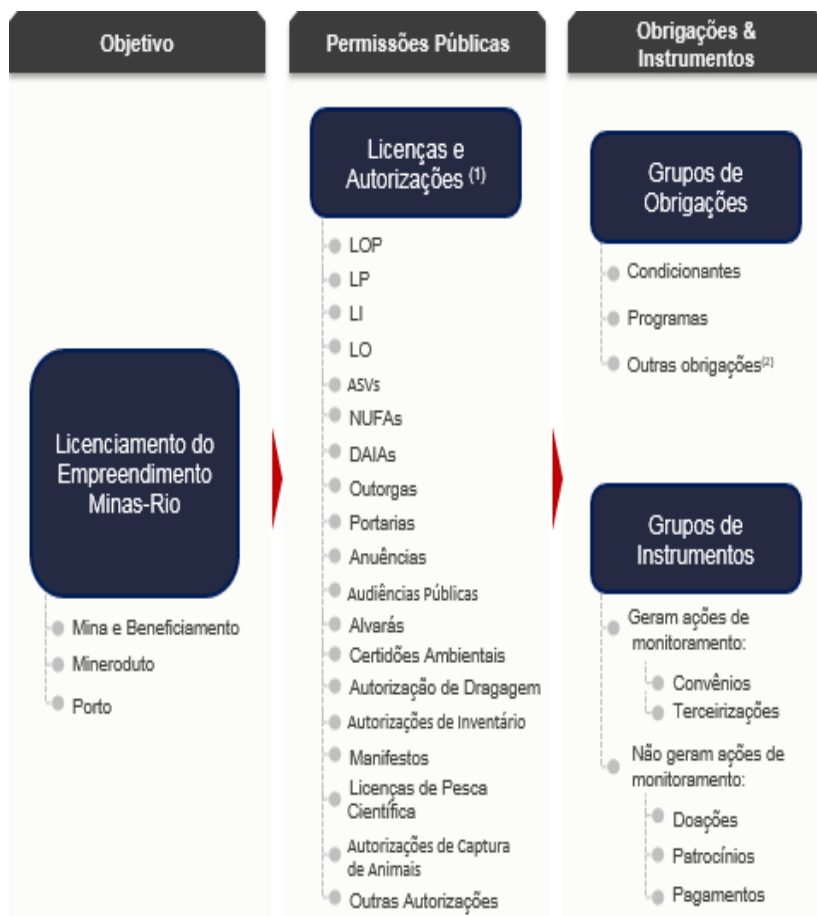 Objetivo
Licenciamento do
Empreendimento
Minas-Rio
Mina e Beneficiamento
Mineroduto
Porto
Permissões Públicas
Licenças e
Autorizações (1)
LOP
LP
LI
LO
ASVs
NUFAs
DAIAs
Outorgas
Portarias
Anuências
Audiências Públicas
Alvarás
Certidões Ambientais
Autorização de Dragagem
Autorizações de Inventário
Manifestos
Licenças de Pesca
Científica
Autorizações de Captura
de Animais
Outras Autorizações
Obrigações &
Instrumentos
Grupos de
Obrigações
Condicionantes
Programas
Outras obrigações(2)
Grupos de
Instrumentos
Geram ações de
monitoramento:
Convênios
Terceirizações
Não geram ações de
monitoramento:
Doações
Patrocínios
Pagamentos